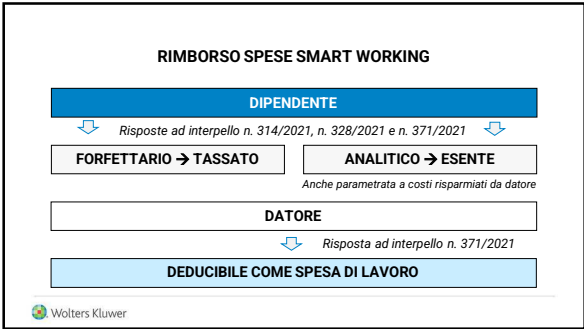 RIMBORSO SPESE SMART WORKING
DIPENDENTE
Risposte ad interpello n. 314/2021, n. 328/2021 e n. 371/2021
FORFETTARIO → TASSATO
ANALITICO → ESENTE
Anche parametrata a costi risparmiati da datore
DATORE
Risposta ad interpello n. 371/2021
DEDUCIBILE COME SPESA DI LAVORO
Wolters Kluwer